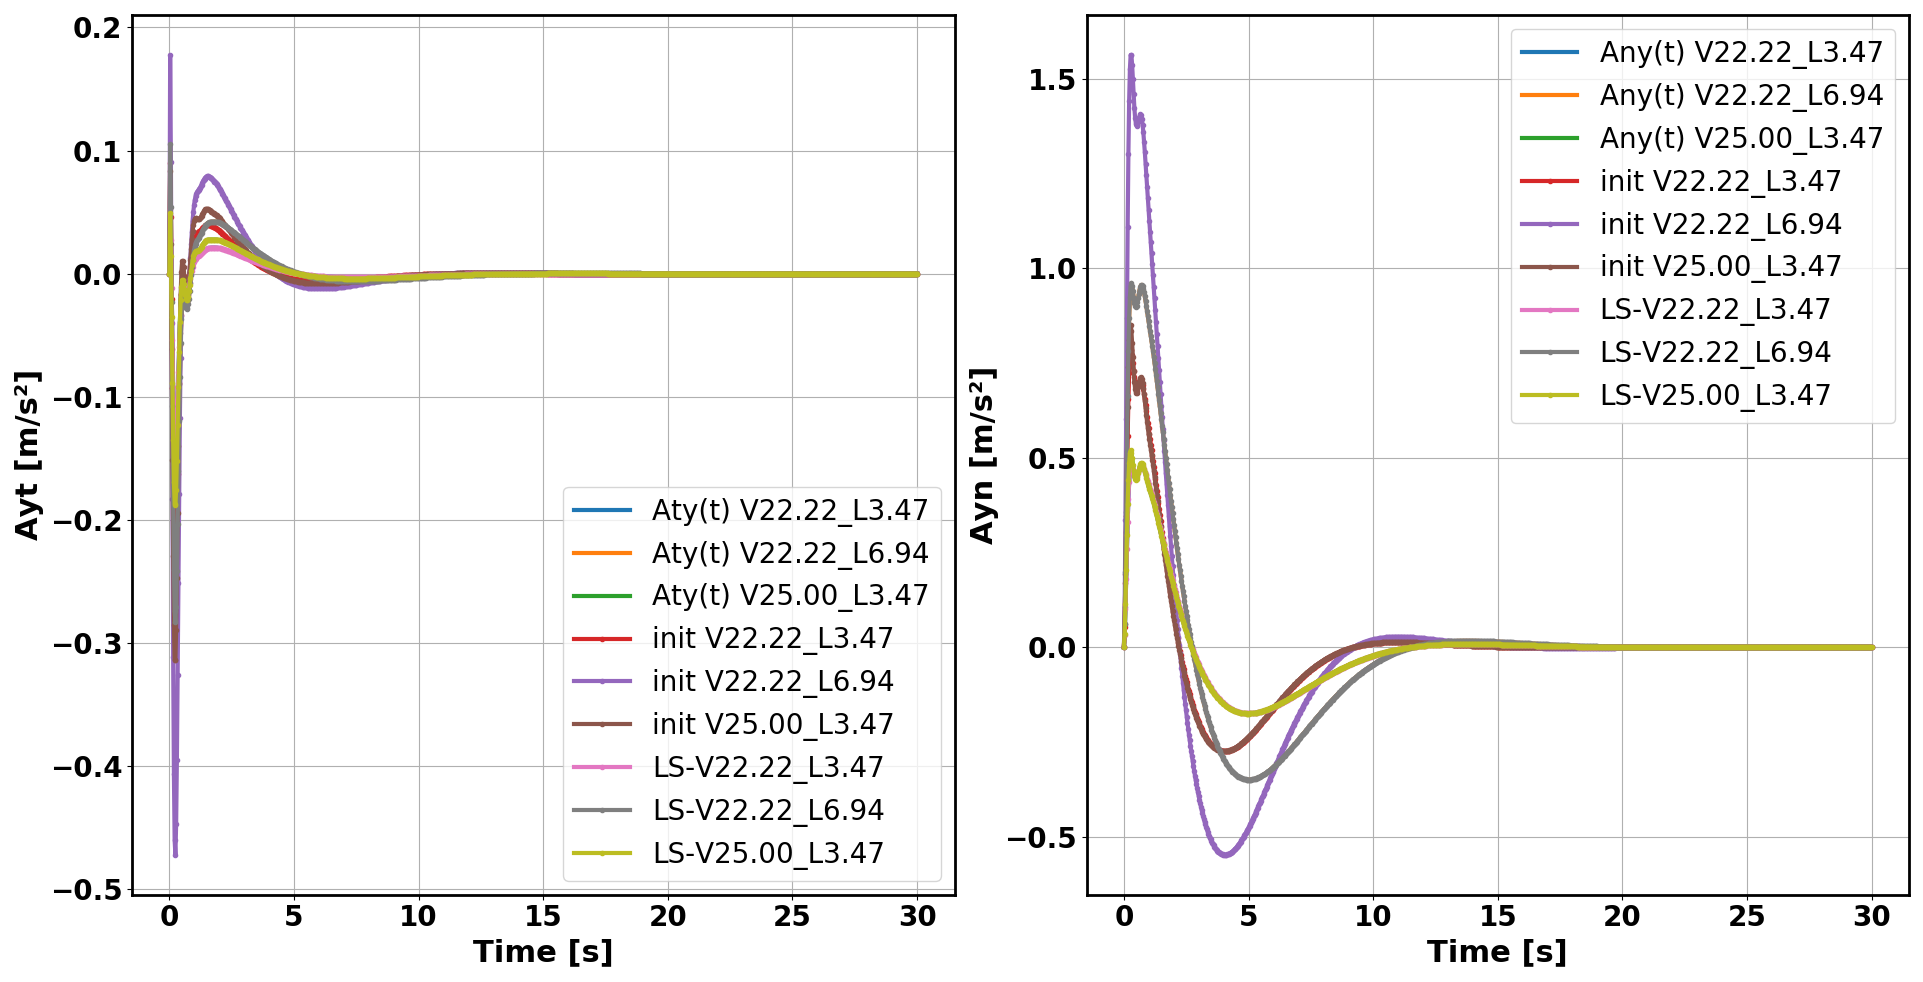 Ayt [m/s²]
0.2
0.1
0.0
−0.1
−0.2
−0.3
−0.4
−0.5
0 5 10 15 20 25 30
Time [s]
Aty(t) V22.22_L3.47
Aty(t) V22.22_L6.94
Aty(t) V25.00_L3.47
init V22.22_L3.47
init V22.22_L6.94
init V25.00_L3.47
LS-V22.22_L3.47
LS-V22.22_L6.94
LS-V25.00_L3.47
Ayn [m/s²]
1.5
1.0
0.5
0.0
−0.5
0 5 10 15 20 25 30
Time [s]
Any(t) V22.22_L3.47
Any(t) V22.22_L6.94
Any(t) V25.00_L3.47
init V22.22_L3.47
init V22.22_L6.94
init V25.00_L3.47
LS-V22.22_L3.47
LS-V22.22_L6.94
LS-V25.00_L3.47